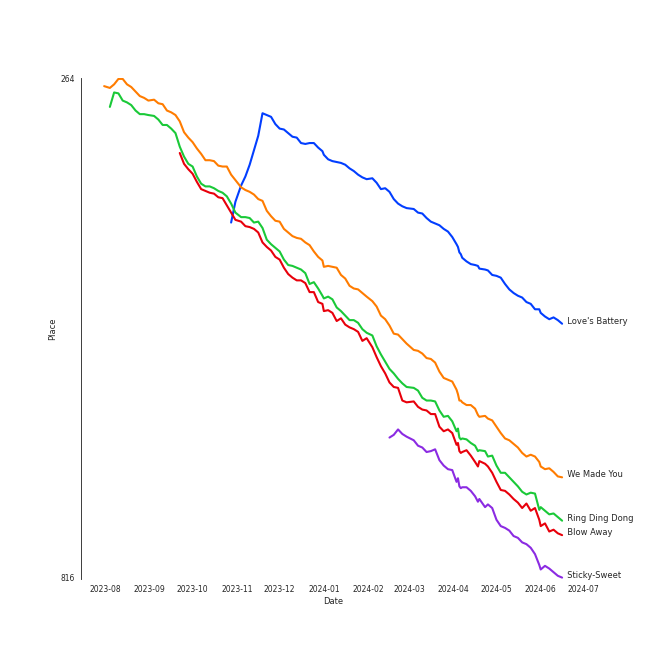 264
Place
Love's Battery
We Made You
Ring Ding Dong
Blow Away
Sticky-Sweet
816
2023-08 2023-09 2023-10 2023-11 2023-12 2024-01 2024-02 2024-03 2024-04 2024-05 2024-06 2024-07
Date